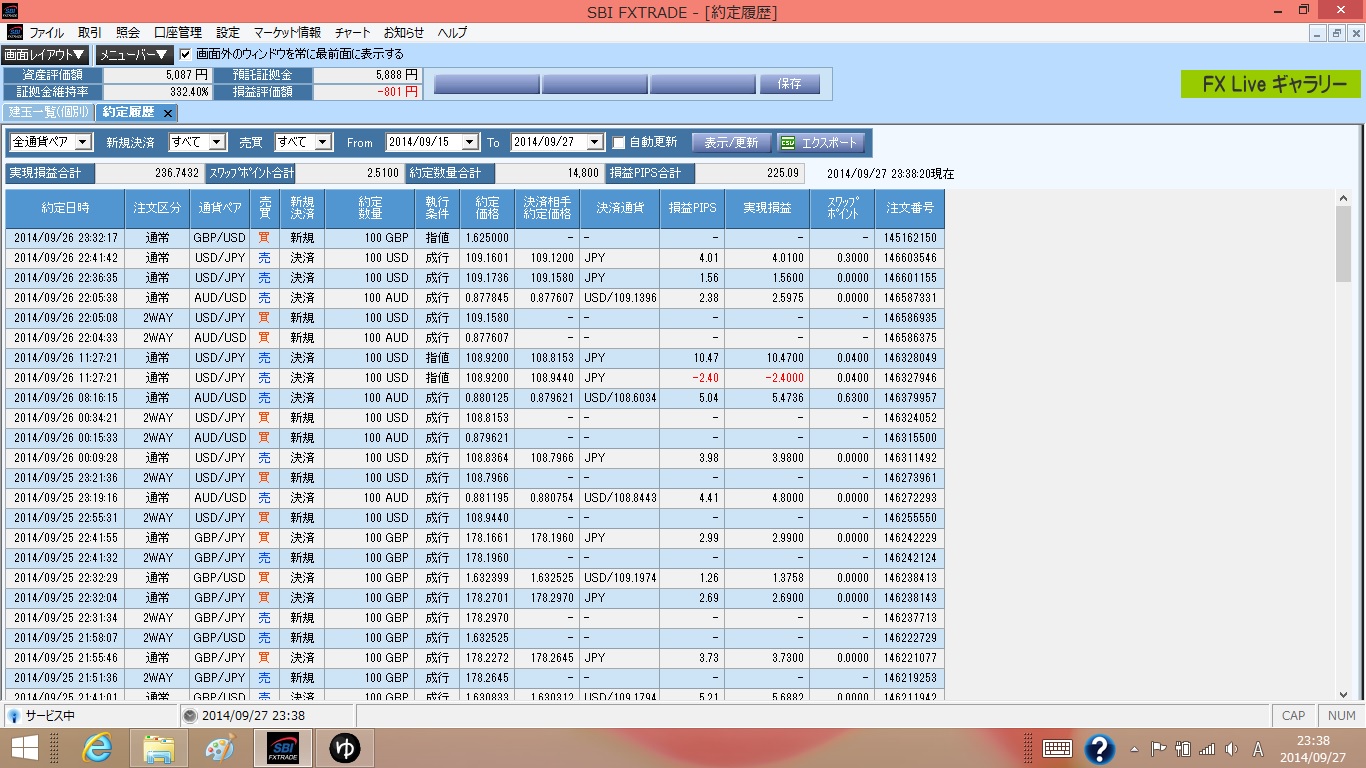 SBI FXTRADE - [約定履歴]
ファイル 取引 照会 口座管理 設定 マーケット情報 チャート お知らせ ヘルプ
画面レイアウト▼ メニューバー▼ 画面外のウィンドウを常に最前面に表示する
資産評価額 5,087 円 預託証拠金 5,888 円
証拠金維持率 332.40% 損益評価額 -801 円 保存 FX Live ギャラリー
建玉一覧(個別) 約定履歴 ×
全通貨ペア 新規決済 すべて 売買 すべて From 2014/09/15 To 2014/09/27 自動更新 表示/更新 CSV エクスポート
実現損益合計 236.7432 スワップポイント合計 2.5100 約定数量合計 14,800 損益PIPS合計 225.09 2014/09/27 23:38:20現在
約定日時 注文区分 通貨ペア 売買 新規決済 約定数量 執行条件 約定価格 決済相手約定価格 決済通貨 損益PIPS 実現損益 スワップポイント 注文番号
2014/09/26 23:32:17 通常 GBP/USD 買 新規 100 GBP 指値 1.625000 - - - - - 145162150
2014/09/26 22:41:42 通常 USD/JPY 売 決済 100 USD 成行 109.1601 109.1200 JPY 4.01 4.0100 0.3000 146603546
2014/09/26 22:36:35 通常 USD/JPY 売 決済 100 USD 成行 109.1736 109.1580 JPY 1.56 1.5600 0.0000 146601155
2014/09/26 22:05:38 通常 AUD/USD 売 決済 100 AUD 成行 0.877845 0.877607 USD/109.1396 2.38 2.5975 0.0000 146587331
2014/09/26 22:05:08 2WAY USD/JPY 買 新規 100 USD 成行 109.1580 - - - - - 146586935
2014/09/26 22:04:33 2WAY AUD/USD 買 新規 100 AUD 成行 0.877607 - - - - - 146586375
2014/09/26 11:27:21 通常 USD/JPY 売 決済 100 USD 指値 108.9200 108.8153 JPY 10.47 10.4700 0.0400 146328049
2014/09/26 11:27:21 通常 USD/JPY 売 決済 100 USD 指値 108.9200 108.9440 JPY -2.40 -2.4000 0.0400 146327946
2014/09/26 08:16:15 通常 AUD/USD 売 決済 100 AUD 成行 0.880125 0.879621 USD/108.6034 5.04 5.4736 0.6300 146379957
2014/09/26 00:34:21 2WAY USD/JPY 買 新規 100 USD 成行 108.8153 - - - - - 146324052
2014/09/26 00:15:33 2WAY AUD/USD 買 新規 100 AUD 成行 0.879621 - - - - - 146315500
2014/09/26 00:09:28 通常 USD/JPY 売 決済 100 USD 成行 108.8364 108.7966 JPY 3.98 3.9800 0.0000 146311492
2014/09/25 23:21:36 2WAY USD/JPY 買 新規 100 USD 成行 108.7966 - - - - - 146273961
2014/09/25 23:19:16 通常 AUD/USD 売 決済 100 AUD 成行 0.881195 0.880754 USD/108.8443 4.41 4.8000 0.0000 146272293
2014/09/25 22:55:31 2WAY USD/JPY 買 新規 100 USD 成行 108.9440 - - - - - 146255550
2014/09/25 22:41:55 通常 GBP/JPY 買 決済 100 GBP 成行 178.1661 178.1960 JPY 2.99 2.9900 0.0000 146242229
2014/09/25 22:41:32 2WAY GBP/JPY 売 新規 100 GBP 成行 178.1960 - - - - - 146242124
2014/09/25 22:32:29 通常 GBP/USD 買 決済 100 GBP 成行 1.632399 1.632525 USD/109.1974 1.26 1.3758 0.0000 146238413
2014/09/25 22:32:04 通常 GBP/JPY 買 決済 100 GBP 成行 178.2701 178.2970 JPY 2.69 2.6900 0.0000 146238143
2014/09/25 22:31:34 2WAY GBP/JPY 売 新規 100 GBP 成行 178.2970 - - - - - 146237713
2014/09/25 21:58:07 2WAY GBP/USD 売 新規 100 GBP 成行 1.632525 - - - - - 146222729
2014/09/25 21:55:46 通常 GBP/JPY 買 決済 100 GBP 成行 178.2272 178.2645 JPY 3.73 3.7300 0.0000 146221077
2014/09/25 21:51:36 2WAY GBP/JPY 売 新規 100 GBP 成行 178.2645 - - - - - 146219253
2014/09/25 21:41:01 通常 GBP/USD 売 決済 100 GBP 成行 1.630833 1.630312 USD/109.1794 5.21 5.6882 0.0000 146211942
サービス中 2014/09/27 23:38 CAP NUM
SBI FXTRADE ゆ A 23:38
2014/09/27